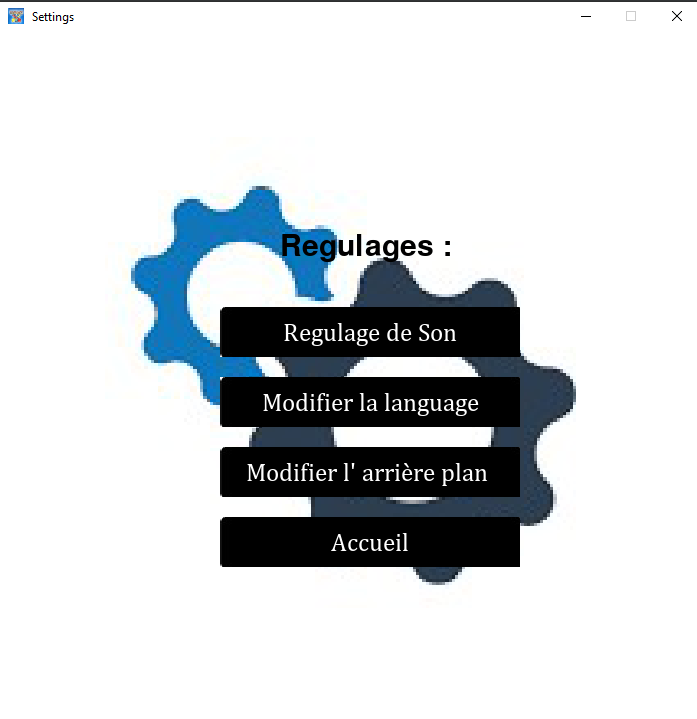 Settings
Regulages :
Regulage de Son
Modifier la language
Modifier l' arrière plan
Accueil